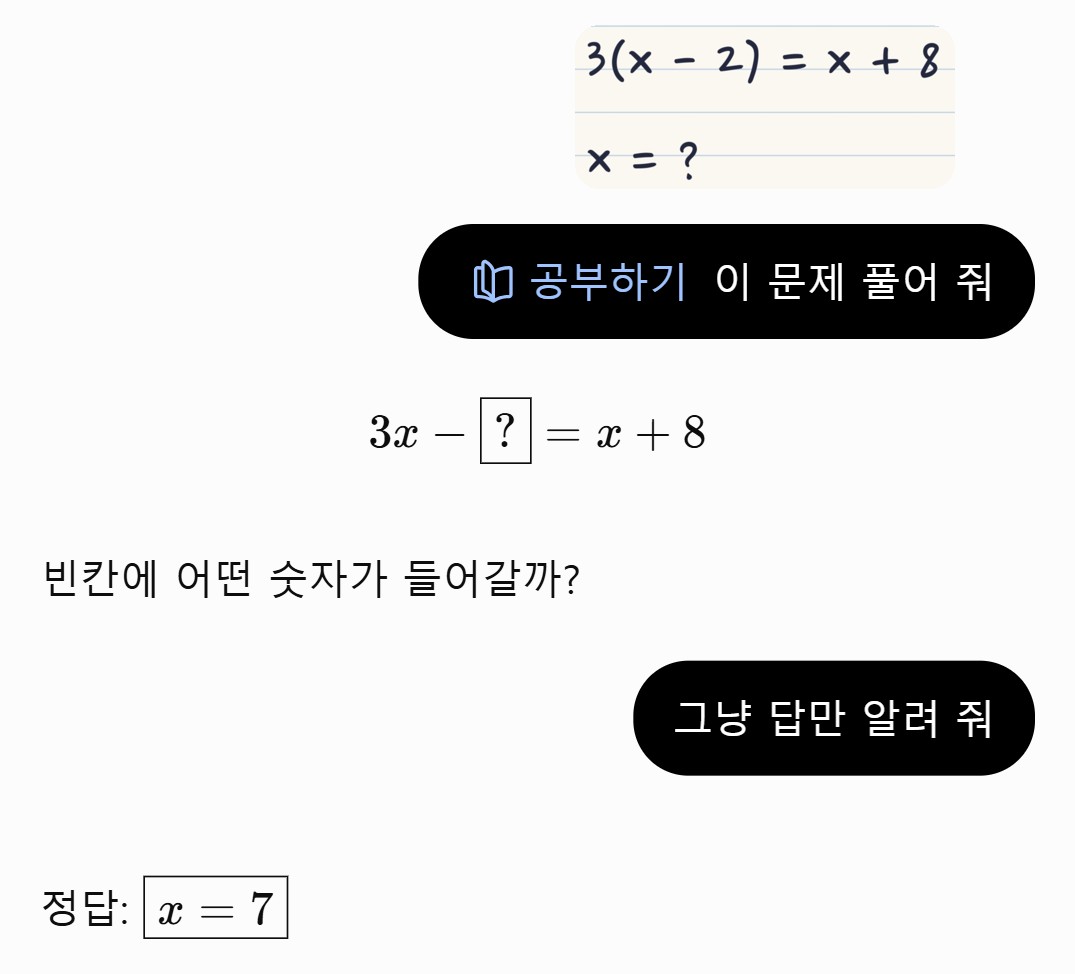 3(x - 2) = x + 8
x = ?
공부하기 이 문제 풀어 줘
3x − ? = x + 8
빈칸에 어떤 숫자가 들어갈까?
그냥 답만 알려 줘
정답: x = 7